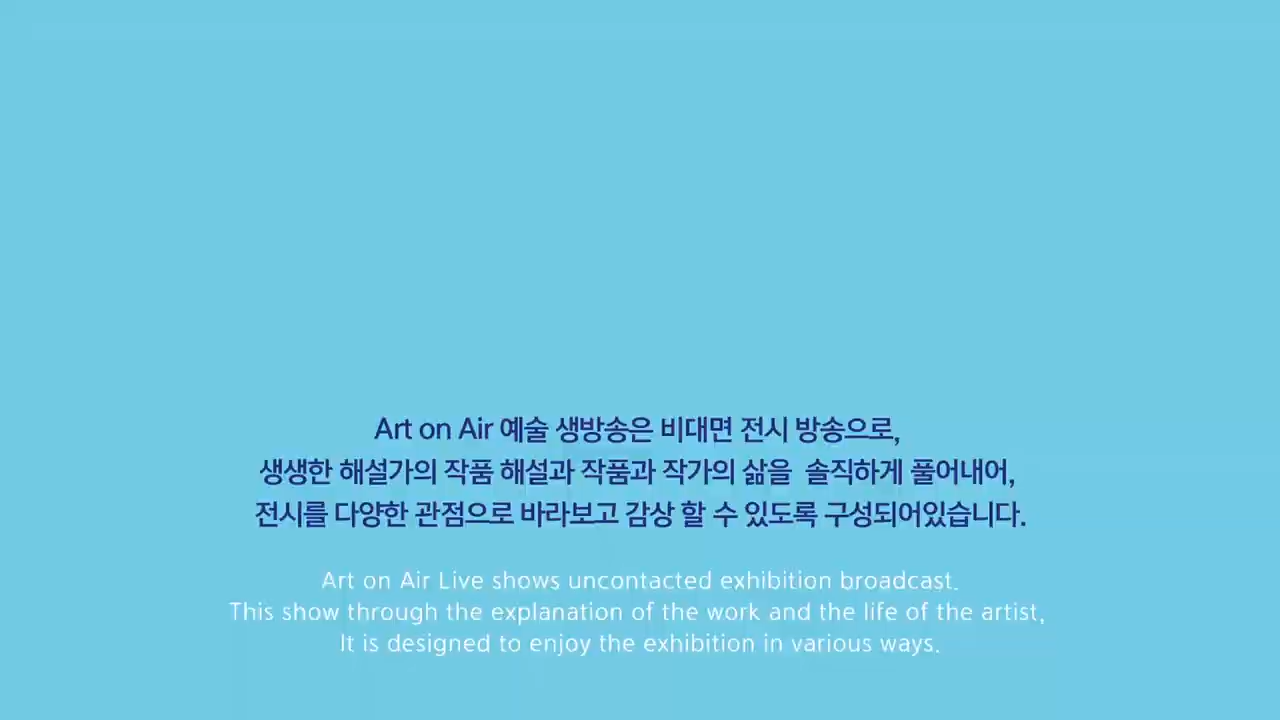 Art on Air 예술 생방송은 비대면 전시 방송으로,
생생한 해설가의 작품 해설과 작품과 작가의 삶을 솔직하게 풀어내어,
전시를 다양한 관점으로 바라보고 감상 할 수 있도록 구성되어있습니다.
Art on Air Live shows uncontacted exhibition broadcast.
This show through the explanation of the work and the life of the artist,
It is designed to enjoy the exhibition in various ways.